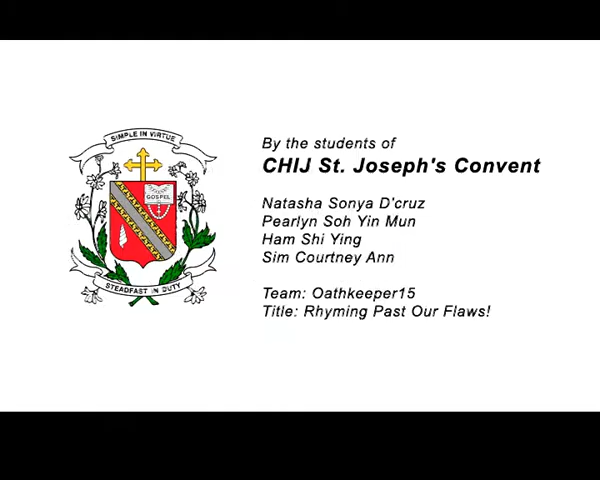 SIMPLE IN VIRTUE
GOSPEL
STEADFAST IN DUTY
By the students of
CHIJ St. Joseph's Convent
Natasha Sonya D'cruz
Pearlyn Soh Yin Mun
Ham Shi Ying
Sim Courtney Ann
Team: Oathkeeper15
Title: Rhyming Past Our Flaws!